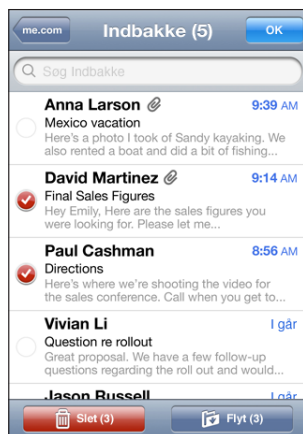 me.com Indbakke (5) OK
Søg Indbakke
Anna Larson 9:39 AM
Mexico vacation
Here's a photo I took of Sandy kayaking. We
also rented a boat and did a bit of fishing...
David Martinez 9:14 AM
Final Sales Figures
Hey Emily, Here are the sales figures you
were looking for. Please let me...
Paul Cashman 8:56 AM
Directions
Here's where we're shooting the video for
the sales conference. Call when you get to...
Vivian Li I går
Question re rollout
Great proposal. We have a few follow-up
questions regarding the roll out and would...
Jason Russell I går
Slet (3) Flyt (3)